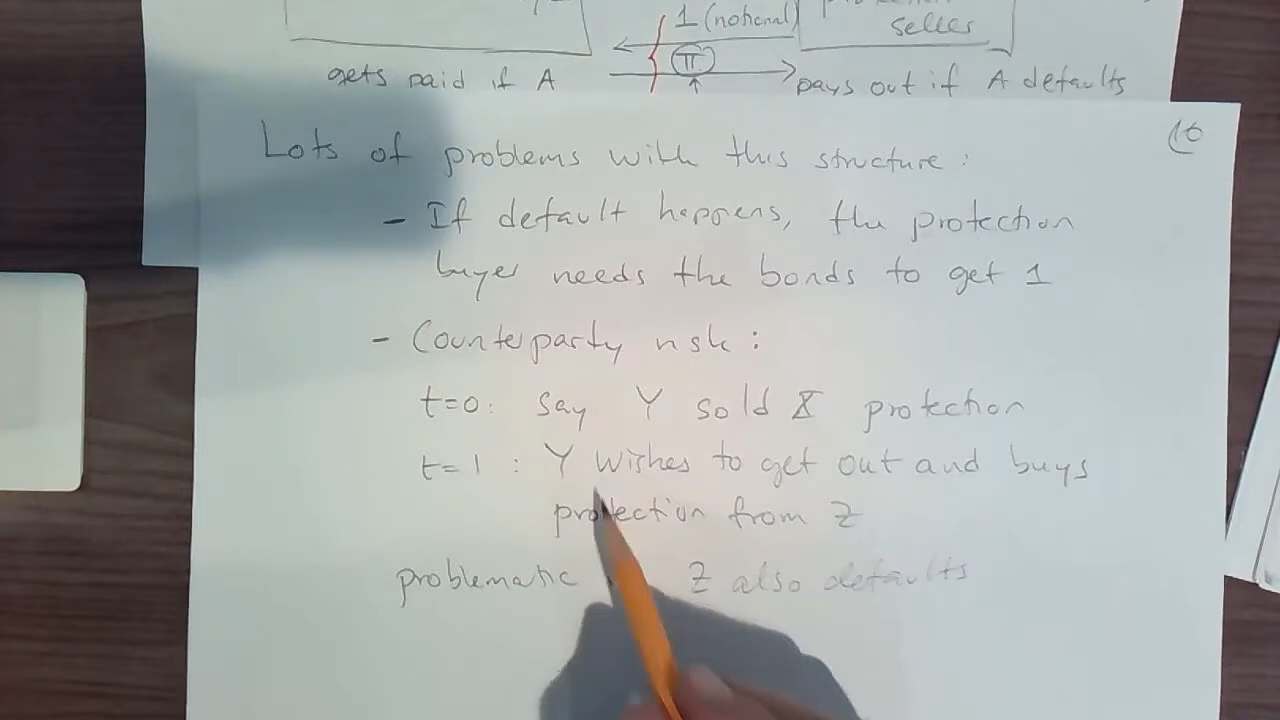 1 (notional)
seller
π
gets paid if A
pays out if A defaults
16
Lots of problems with this structure:
- If default happens, the protection
buyer needs the bonds to get 1
- Counterparty risk:
t=0: say Y sold X protection
t=1: Y wishes to get out and buys
protection from Z
problematic Z also defaults